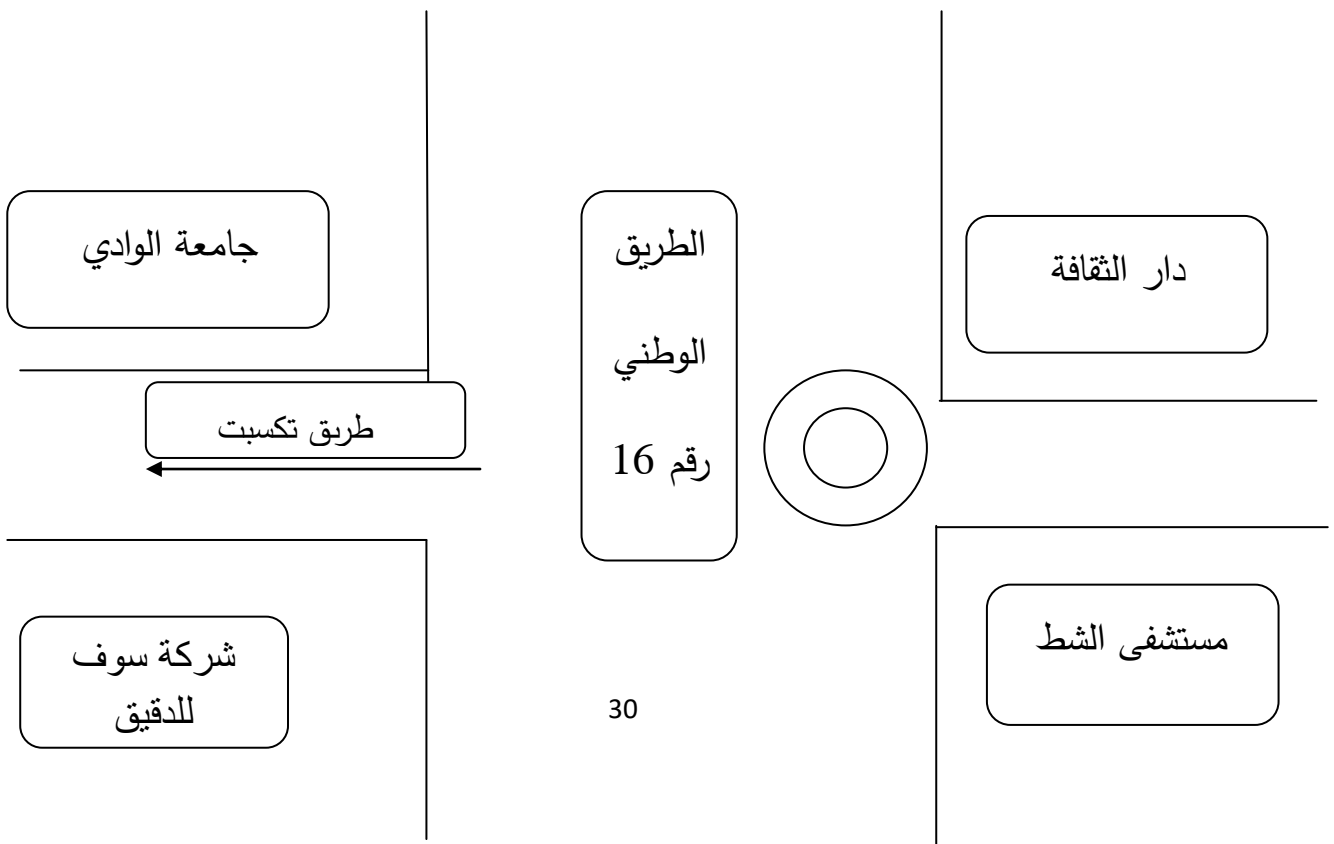 جامعة الوادي
الطريق
الوطني
رقم 16
دار الثقافة
طريق تكسبت
شركة سوف
للدقيق
مستشفى الشط
30